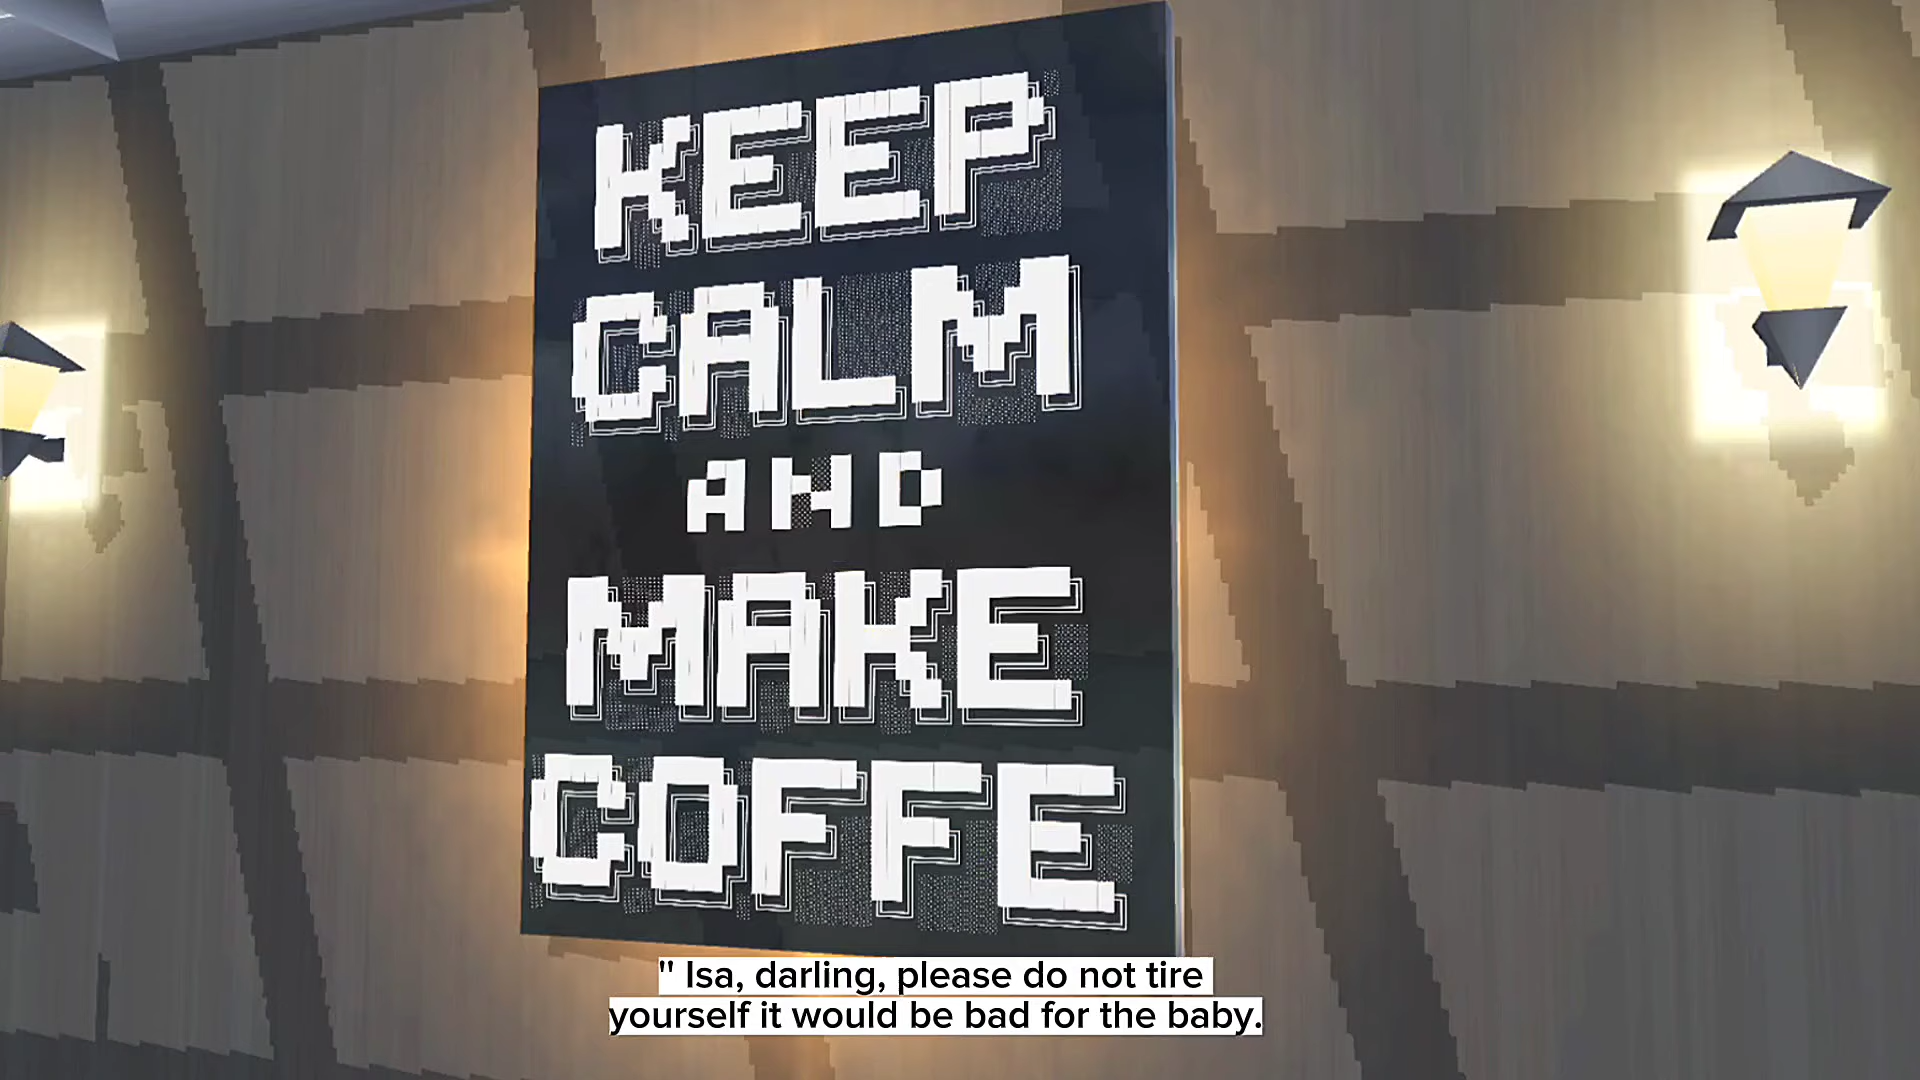 KEEP
CALM
AND
MAKE
COFFE
" Isa, darling, please do not tire
yourself it would be bad for the baby.